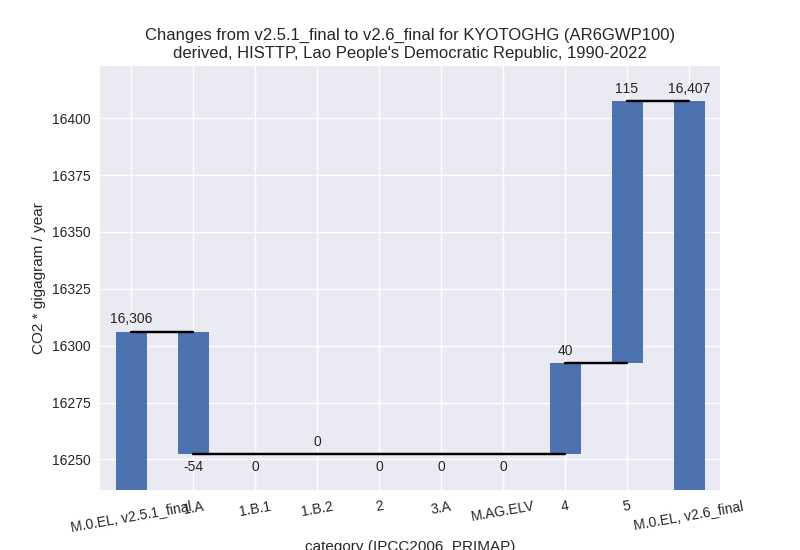 Changes from v2.5.1_final to v2.6_final for KYOTOGHG (AR6GWP100)
derived, HISTTP, Lao People's Democratic Republic, 1990-2022
CO2 * gigagram / year
16400
16375
16350
16325
16300
16275
16250
16,306
-54
0
0
0
0
0
40
115
16,407
M.0.EL, v2.5.1_final
1.A
1.B.1
1.B.2
2
3.A
M.AG.ELV
4
5
M.0.EL, v2.6_final
category (IPCC2006_PRIMAP)